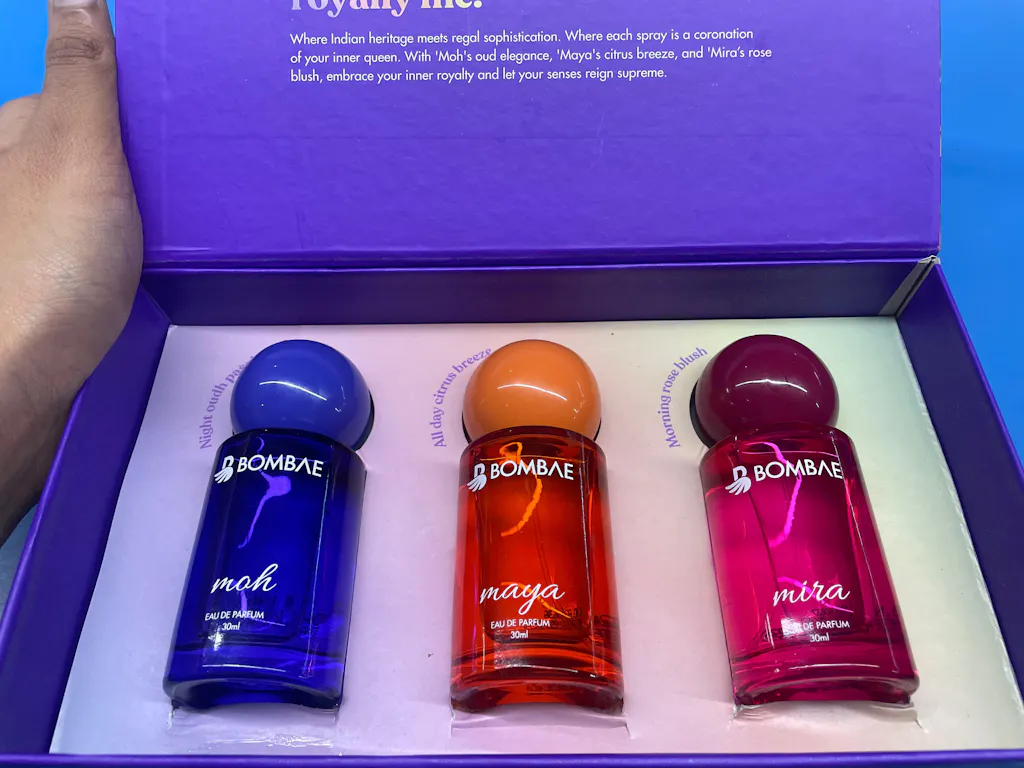 royally me.
Where Indian heritage meets regal sophistication. Where each spray is a coronation
of your inner queen. With 'Moh's oud elegance, 'Maya's citrus breeze, and 'Mira's rose
blush, embrace your inner royalty and let your senses reign supreme.
Night oudh
All day citrus breeze
Morning rose blush
BOMBAE
moh
EAU DE PARFUM
30ml
BOMBAE
maya
EAU DE PARFUM
30ml
BOMBAE
mira
EAU DE PARFUM
30ml